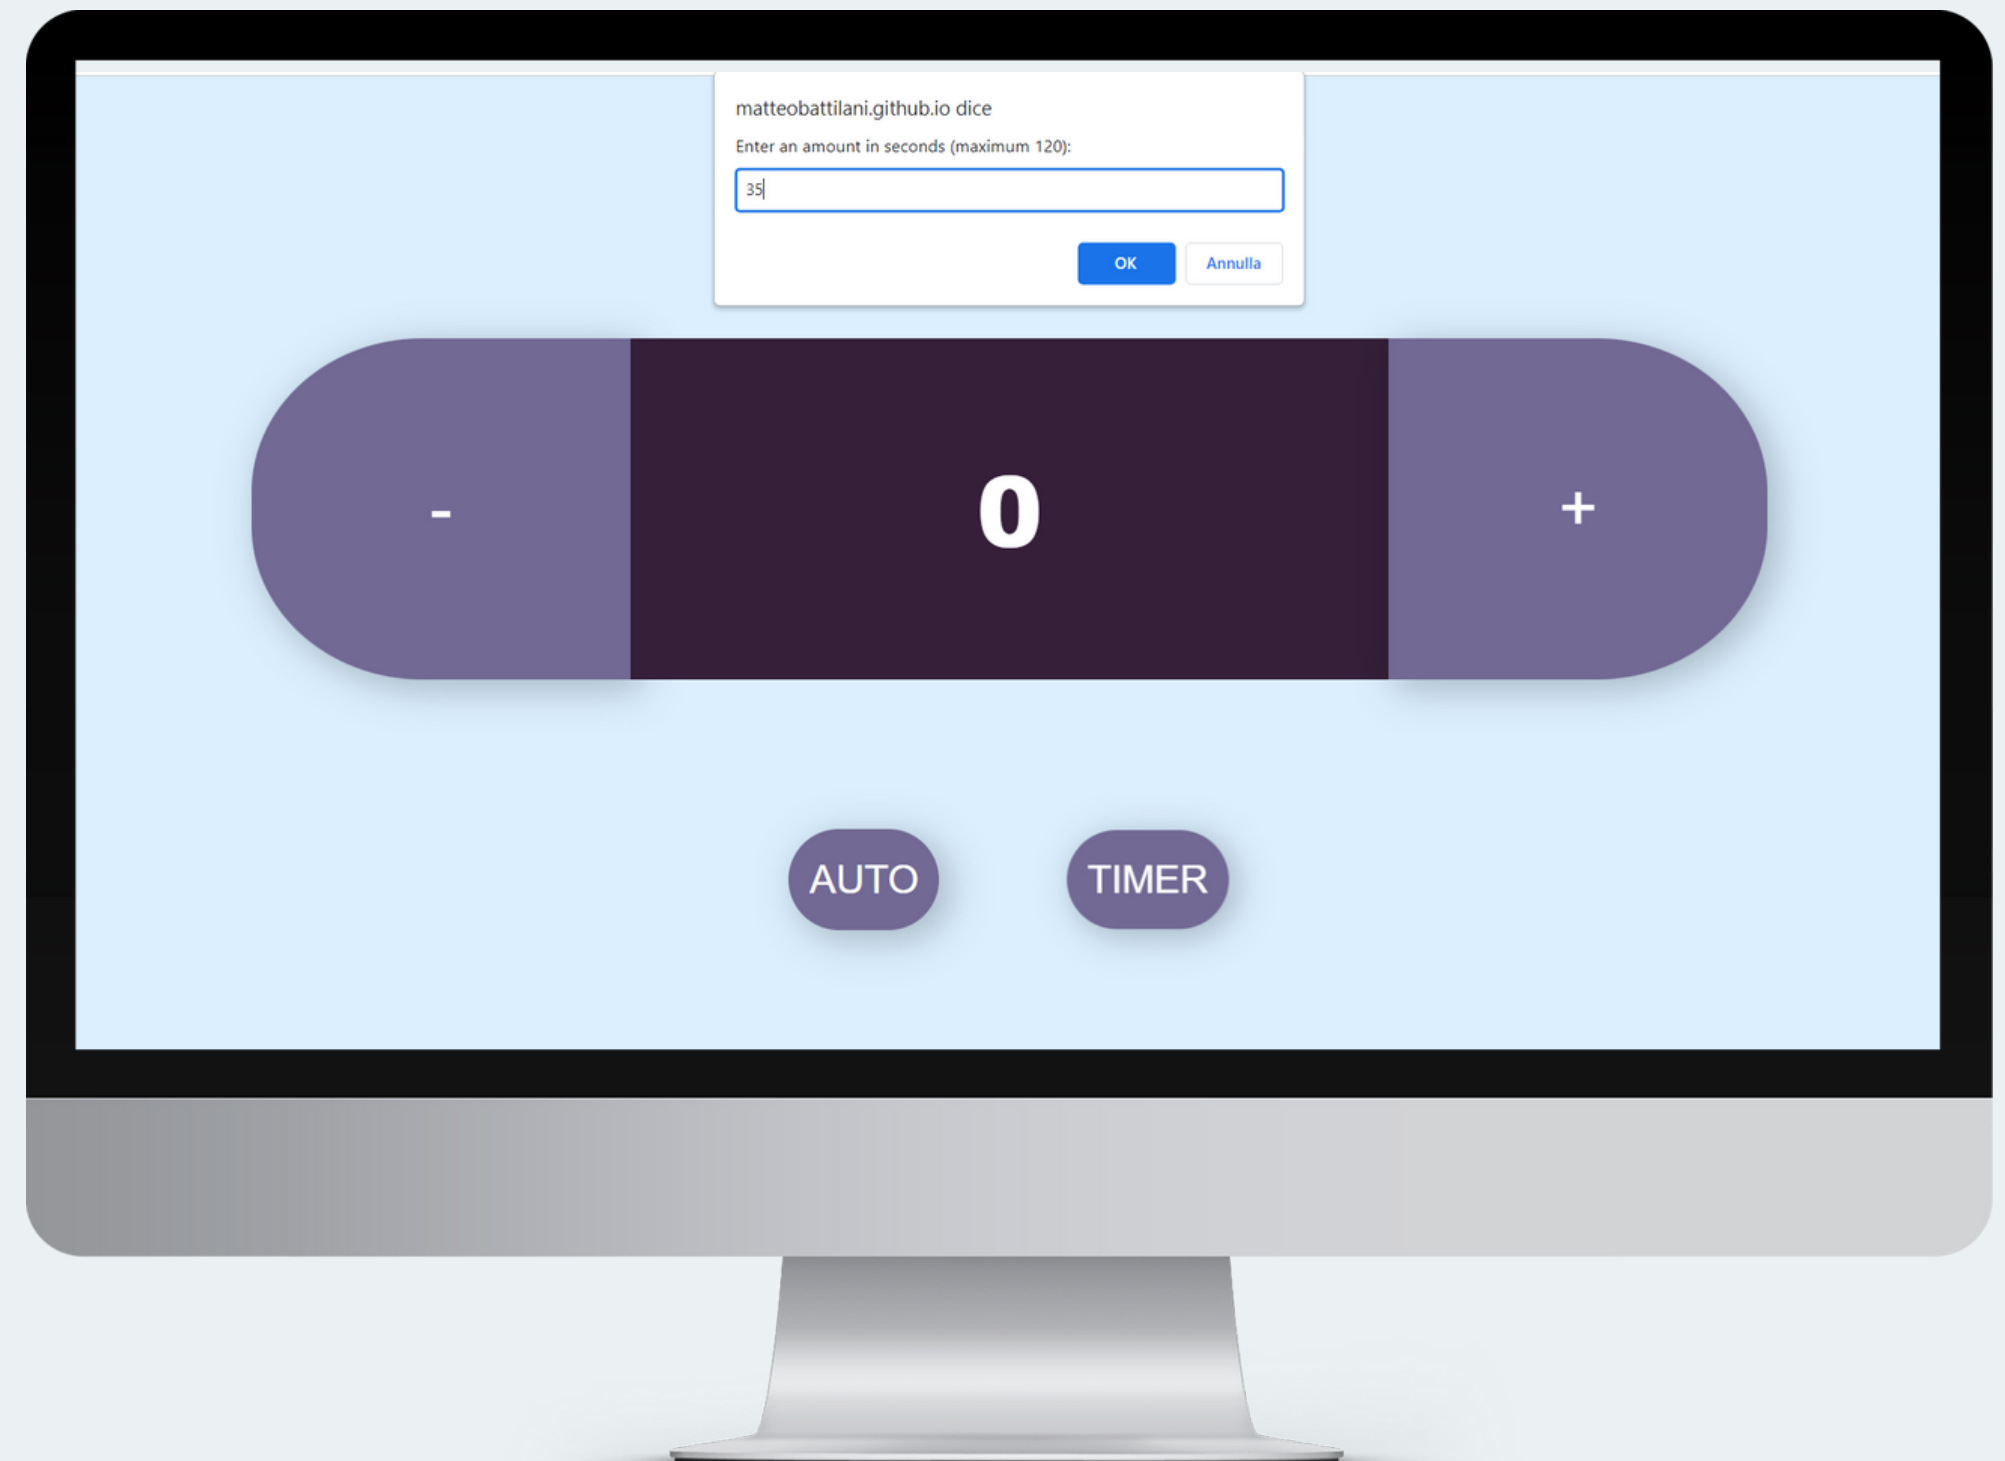 matteobattilani.github.io dice
Enter an amount in seconds (maximum 120):
35
OK Annulla
- 0 +
AUTO TIMER